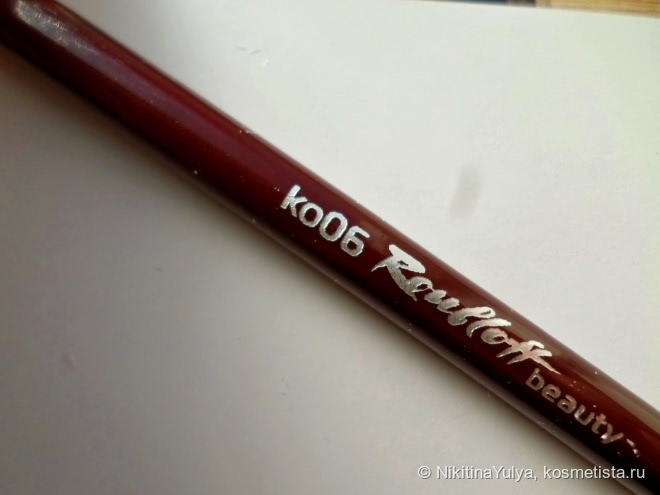 ko06 Roubloff beauty
© NikitinaYulya, kosmetista.ru